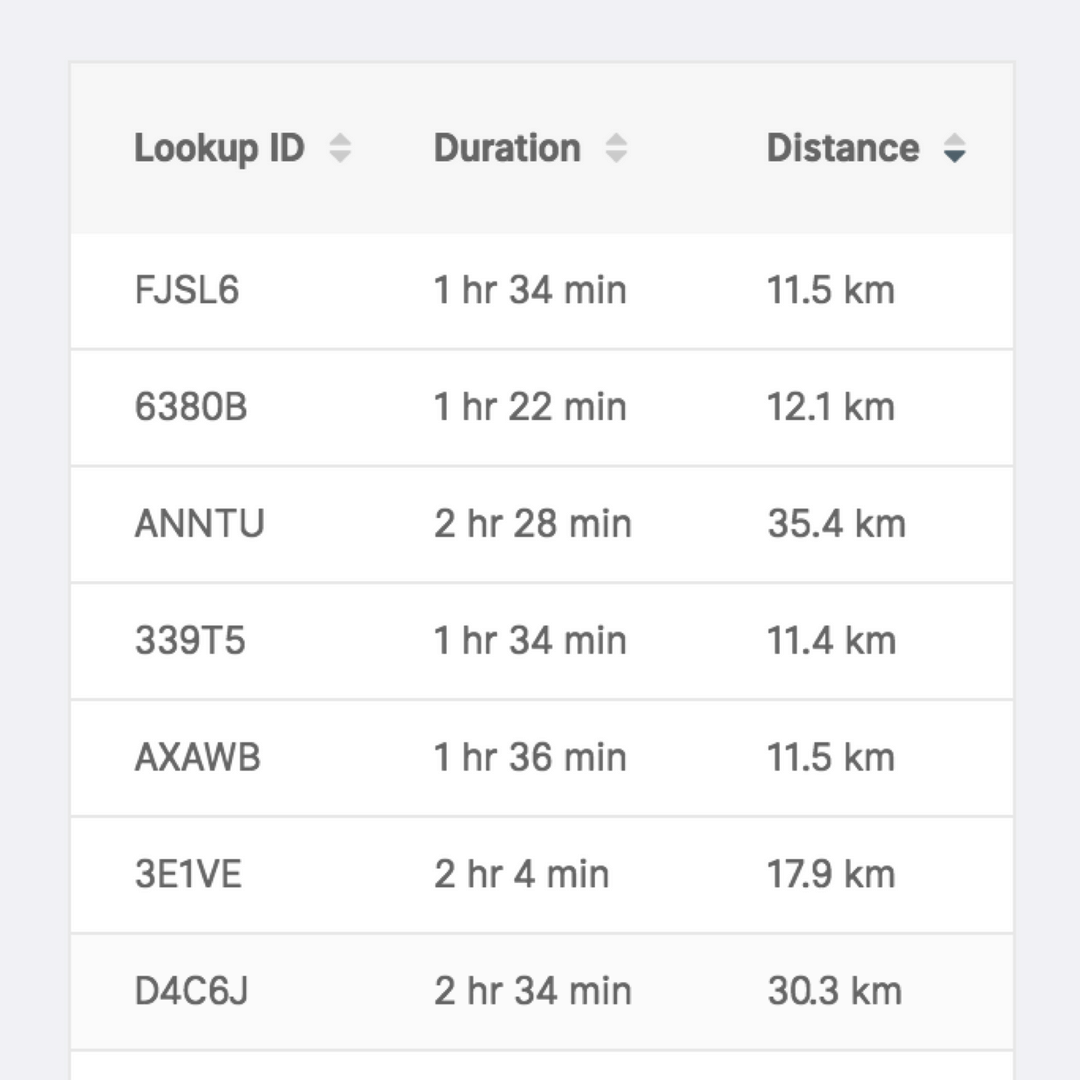 Lookup ID Duration Distance
FJSL6 1 hr 34 min 11.5 km
6380B 1 hr 22 min 12.1 km
ANNTU 2 hr 28 min 35.4 km
339T5 1 hr 34 min 11.4 km
AXAWB 1 hr 36 min 11.5 km
3E1VE 2 hr 4 min 17.9 km
D4C6J 2 hr 34 min 30.3 km